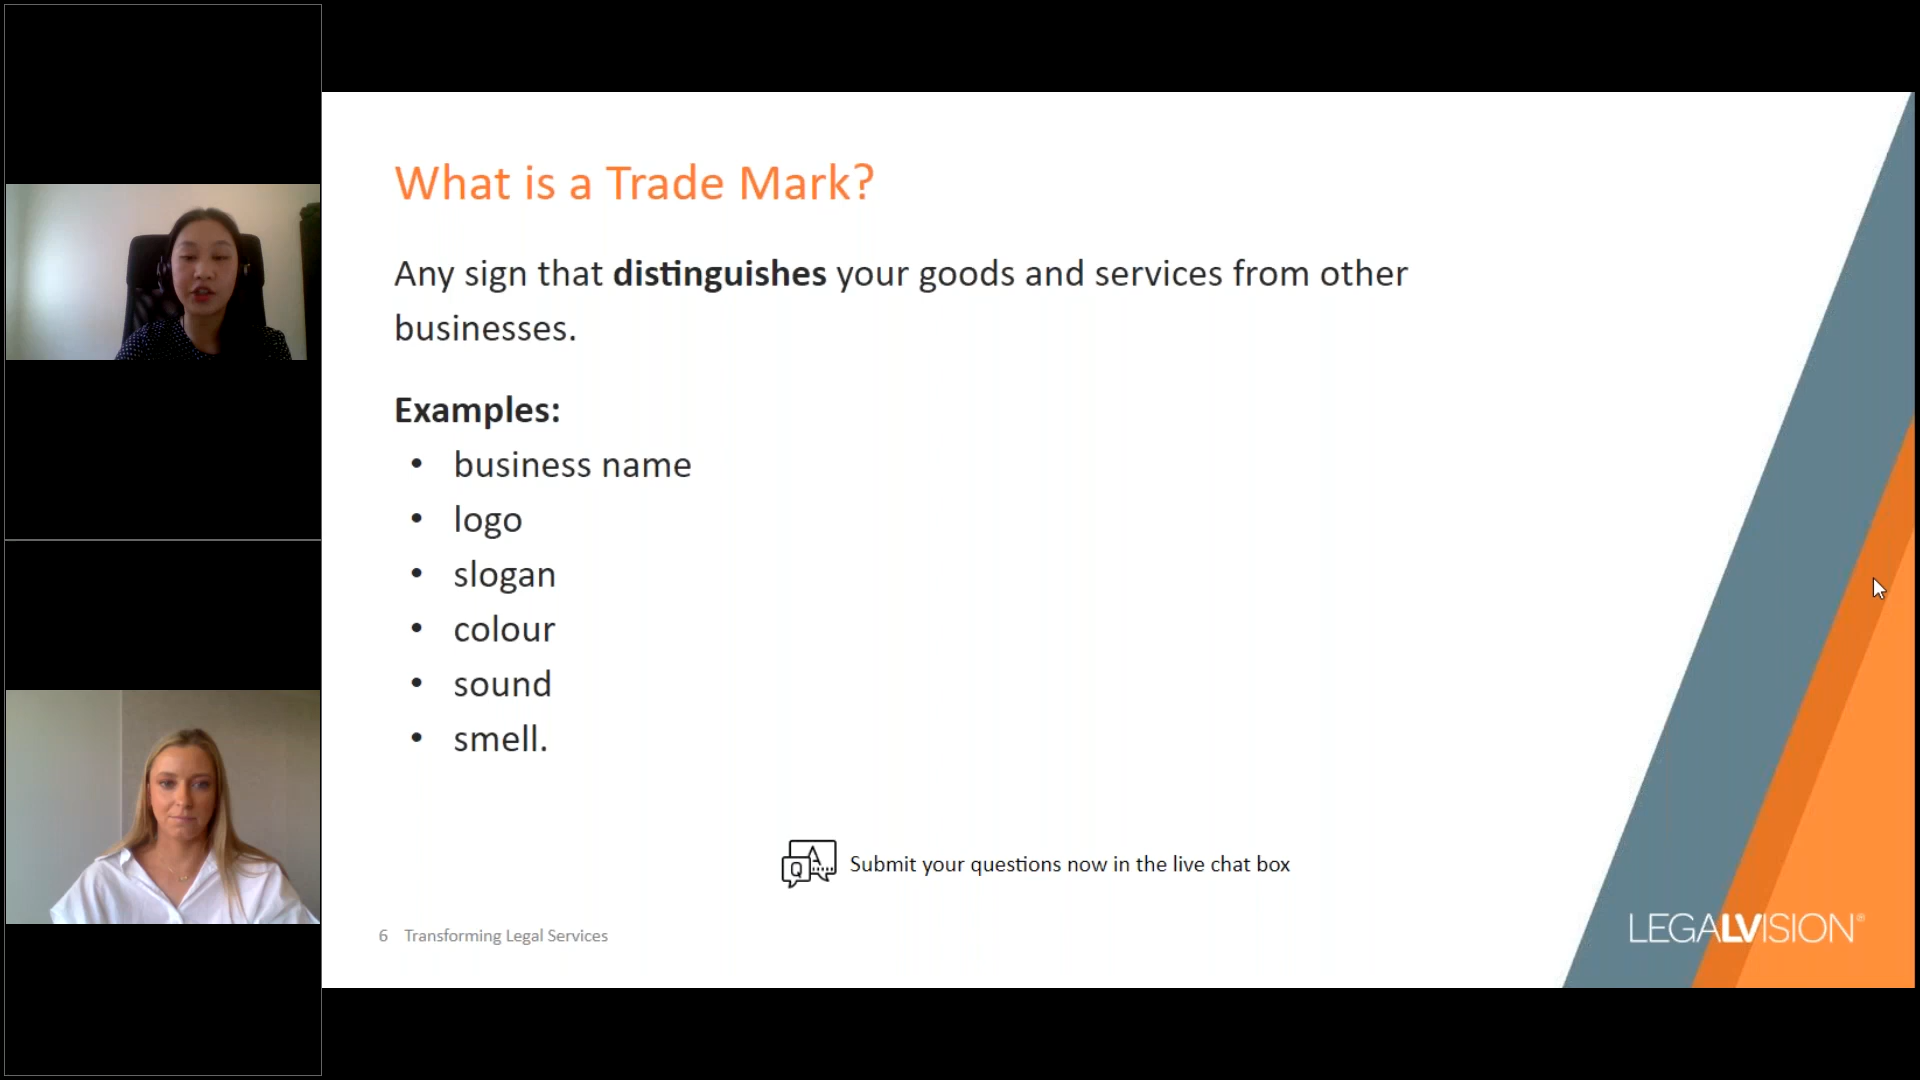 What is a Trade Mark?
Any sign that distinguishes your goods and services from other
businesses.
Examples:
• business name
• logo
• slogan
• colour
• sound
• smell.
Q A
Submit your questions now in the live chat box
6 Transforming Legal Services
LEGALVISION®